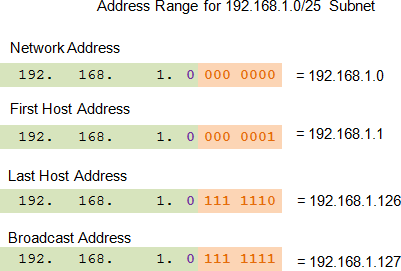 Address Range for 192.168.1.0/25 Subnet
Network Address
192. 168. 1. 0 000 0000 = 192.168.1.0
First Host Address
192. 168. 1. 0 000 0001 = 192.168.1.1
Last Host Address
192. 168. 1. 0 111 1110 = 192.168.1.126
Broadcast Address
192. 168. 1. 0 111 1111 = 192.168.1.127